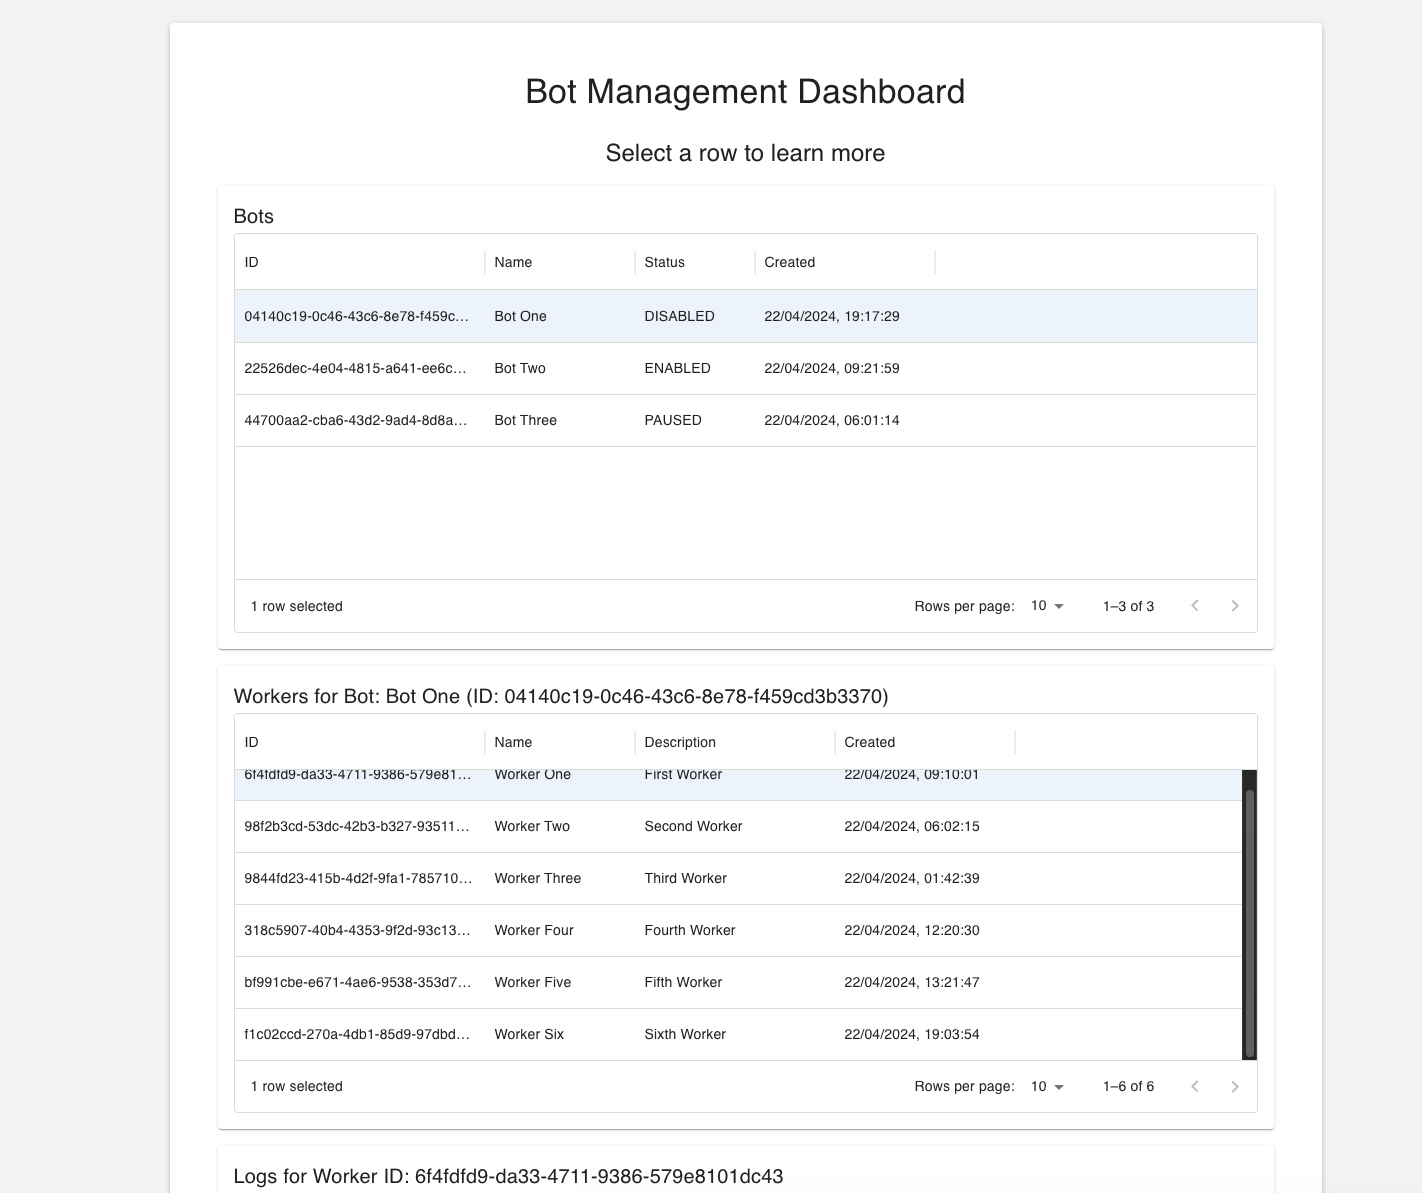 Bot Management Dashboard
Select a row to learn more
Bots
ID Name Status Created
04140c19-0c46-43c6-8e78-f459c… Bot One DISABLED 22/04/2024, 19:17:29
22526dec-4e04-4815-a641-ee6c… Bot Two ENABLED 22/04/2024, 09:21:59
44700aa2-cba6-43d2-9ad4-8d8a… Bot Three PAUSED 22/04/2024, 06:01:14
1 row selected Rows per page: 10 1–3 of 3
Workers for Bot: Bot One (ID: 04140c19-0c46-43c6-8e78-f459cd3b3370)
ID Name Description Created
6f4fdfd9-da33-4711-9386-579e81… Worker One First Worker 22/04/2024, 09:10:01
98f2b3cd-53dc-42b3-b327-93511… Worker Two Second Worker 22/04/2024, 06:02:15
9844fd23-415b-4d2f-9fa1-785710… Worker Three Third Worker 22/04/2024, 01:42:39
318c5907-40b4-4353-9f2d-93c13… Worker Four Fourth Worker 22/04/2024, 12:20:30
bf991cbe-e671-4ae6-9538-353d7… Worker Five Fifth Worker 22/04/2024, 13:21:47
f1c02ccd-270a-4db1-85d9-97dbd… Worker Six Sixth Worker 22/04/2024, 19:03:54
1 row selected Rows per page: 10 1–6 of 6
Logs for Worker ID: 6f4fdfd9-da33-4711-9386-579e8101dc43